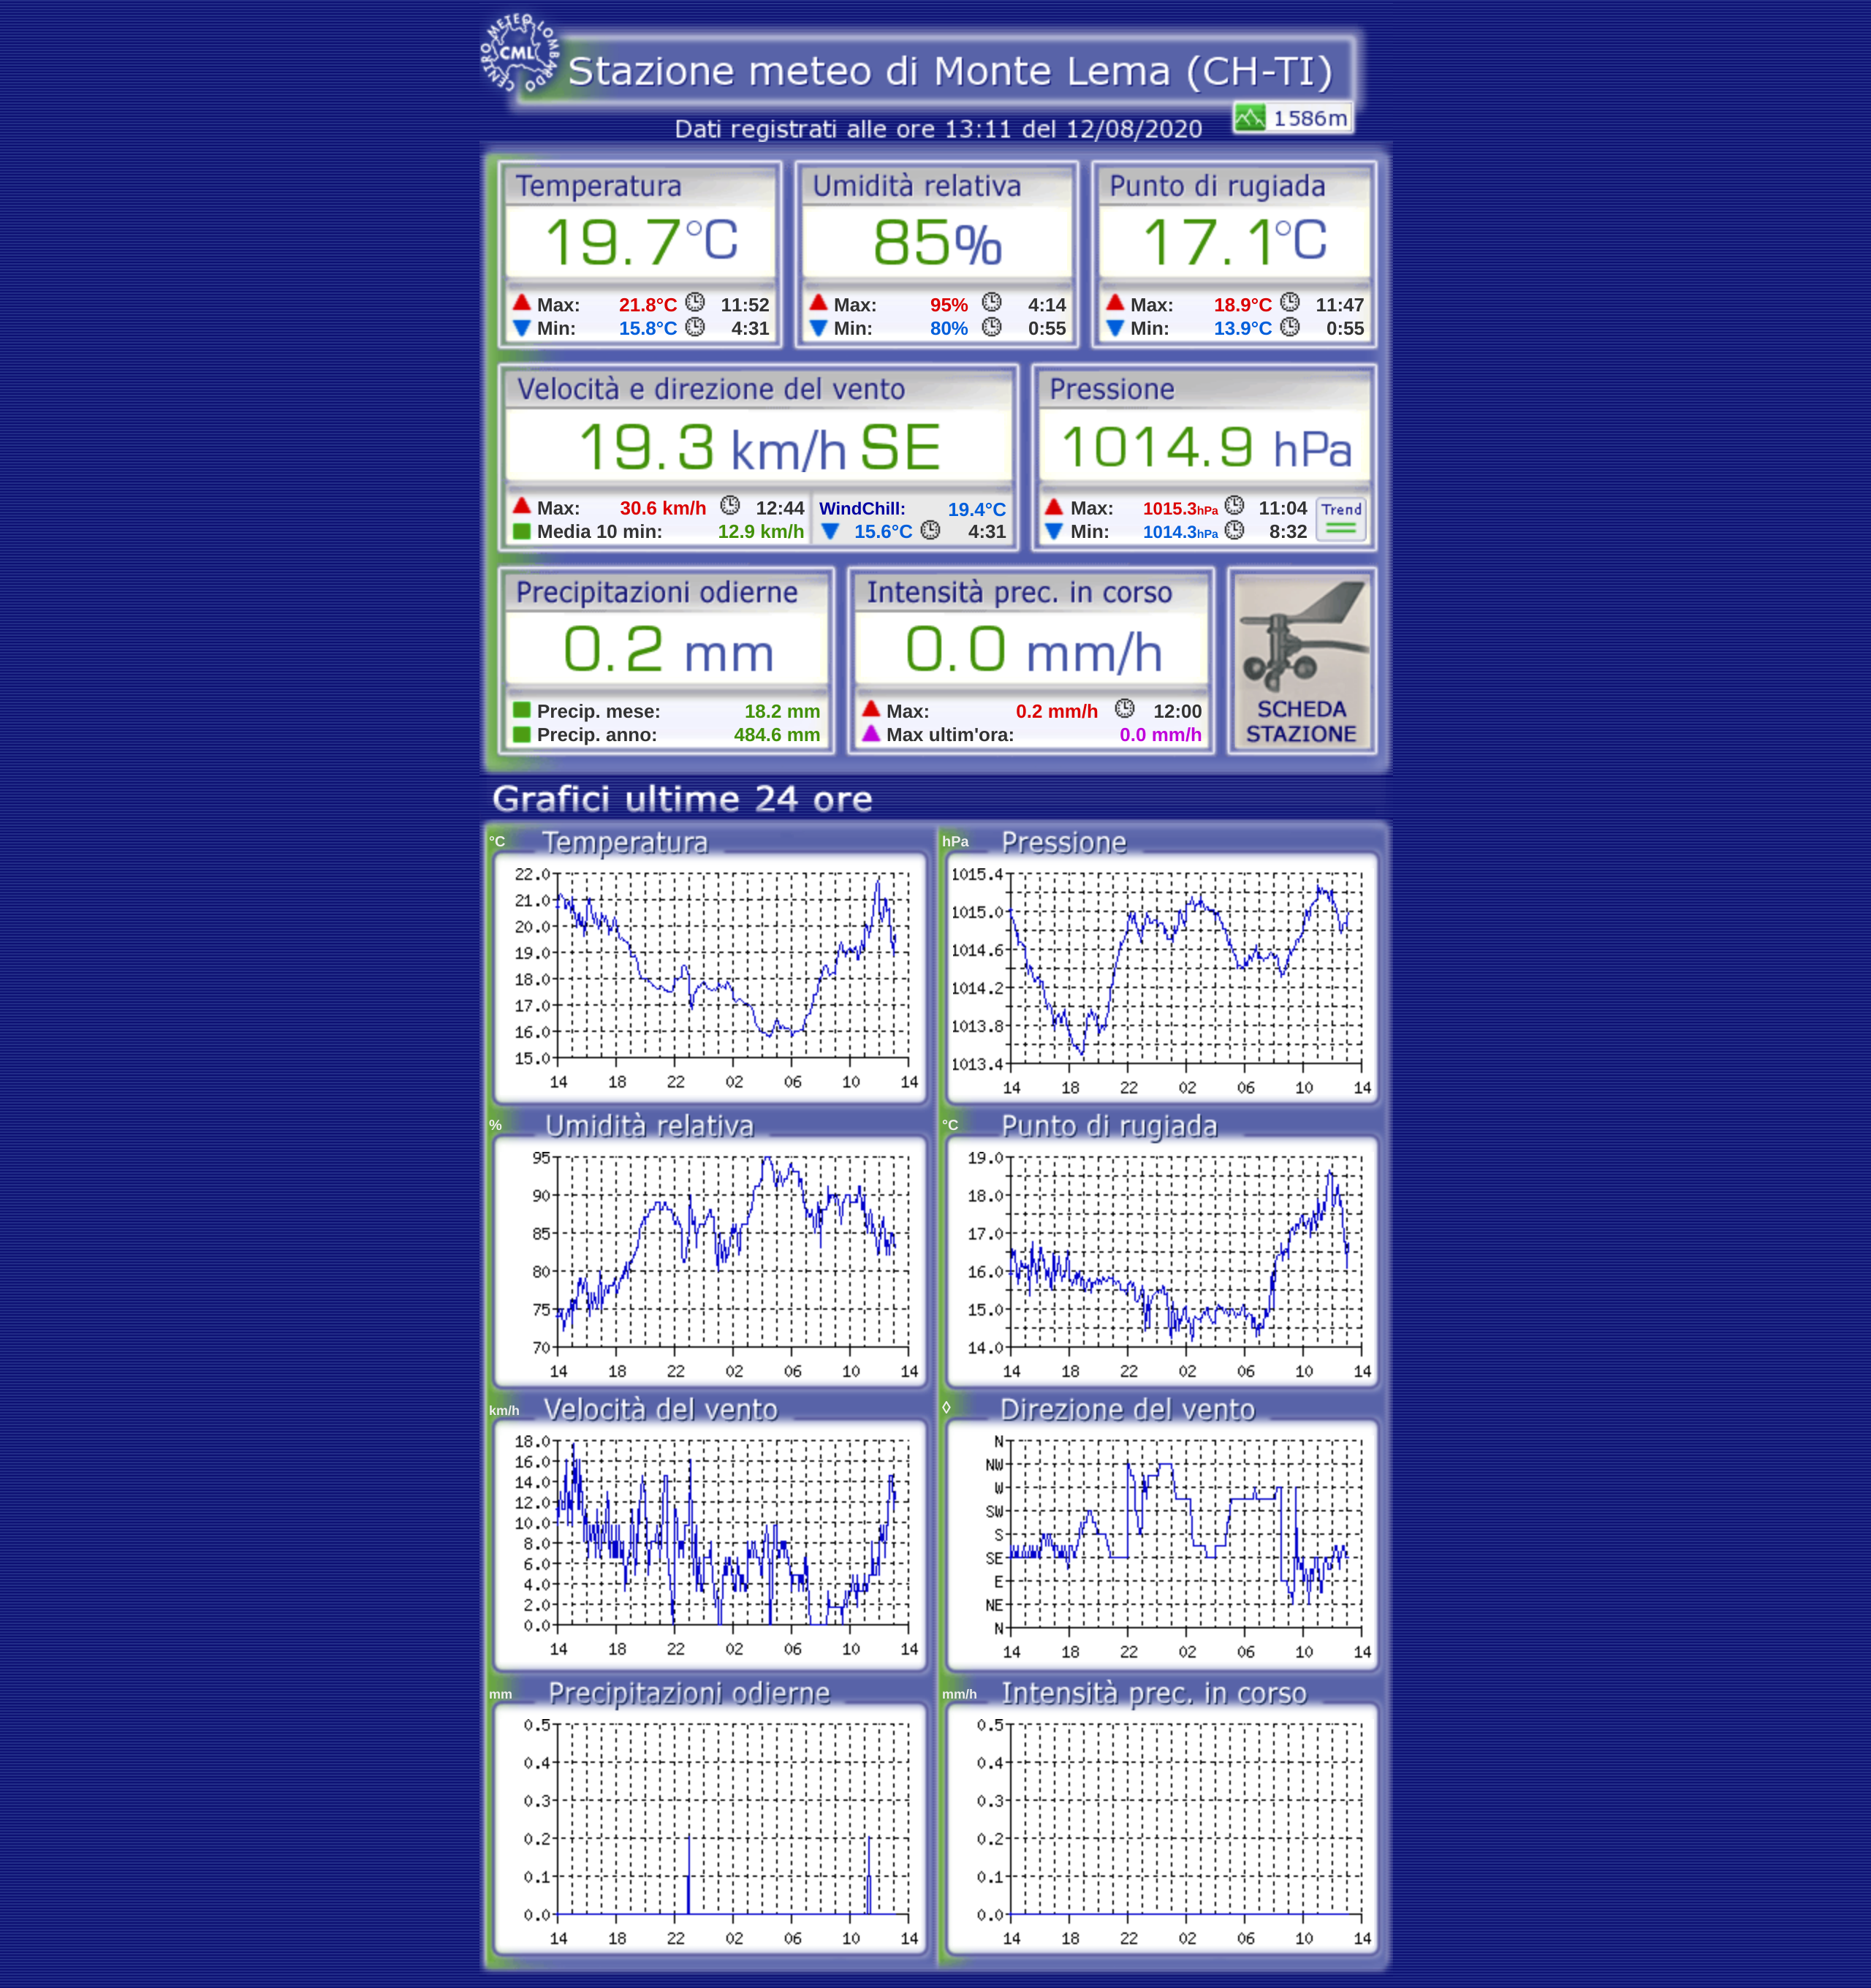 CENTRO METEO LOMBARDO
CML
Stazione meteo di Monte Lema (CH-TI)
1586m
Dati registrati alle ore 13:11 del 12/08/2020
Temperatura Umidità relativa Punto di rugiada
19.7°C 85% 17.1°C
Max: 21.8°C 11:52 Max: 95% 4:14 Max: 18.9°C 11:47
Min: 15.8°C 4:31 Min: 80% 0:55 Min: 13.9°C 0:55
Velocità e direzione del vento Pressione
19.3 km/h SE 1014.9 hPa
Max: 30.6 km/h 12:44 WindChill: 19.4°C Max: 1015.3hPa 11:04 Trend
Media 10 min: 12.9 km/h 15.6°C 4:31 Min: 1014.3hPa 8:32
Precipitazioni odierne Intensità prec. in corso
0.2 mm 0.0 mm/h
Precip. mese: 18.2 mm Max: 0.2 mm/h 12:00 SCHEDA
Precip. anno: 484.6 mm Max ultim'ora: 0.0 mm/h STAZIONE
Grafici ultime 24 ore
°C Temperatura
22.0
21.0
20.0
19.0
18.0
17.0
16.0
15.0
14 18 22 02 06 10 14
hPa Pressione
1015.4
1015.0
1014.6
1014.2
1013.8
1013.4
14 18 22 02 06 10 14
% Umidità relativa
95
90
85
80
75
70
14 18 22 02 06 10 14
°C Punto di rugiada
19.0
18.0
17.0
16.0
15.0
14.0
14 18 22 02 06 10 14
km/h Velocità del vento
18.0
16.0
14.0
12.0
10.0
8.0
6.0
4.0
2.0
0.0
14 18 22 02 06 10 14
◊ Direzione del vento
N
NW
W
SW
S
SE
E
NE
N
14 18 22 02 06 10 14
mm Precipitazioni odierne
0.5
0.4
0.3
0.2
0.1
0.0
14 18 22 02 06 10 14
mm/h Intensità prec. in corso
0.5
0.4
0.3
0.2
0.1
0.0
14 18 22 02 06 10 14